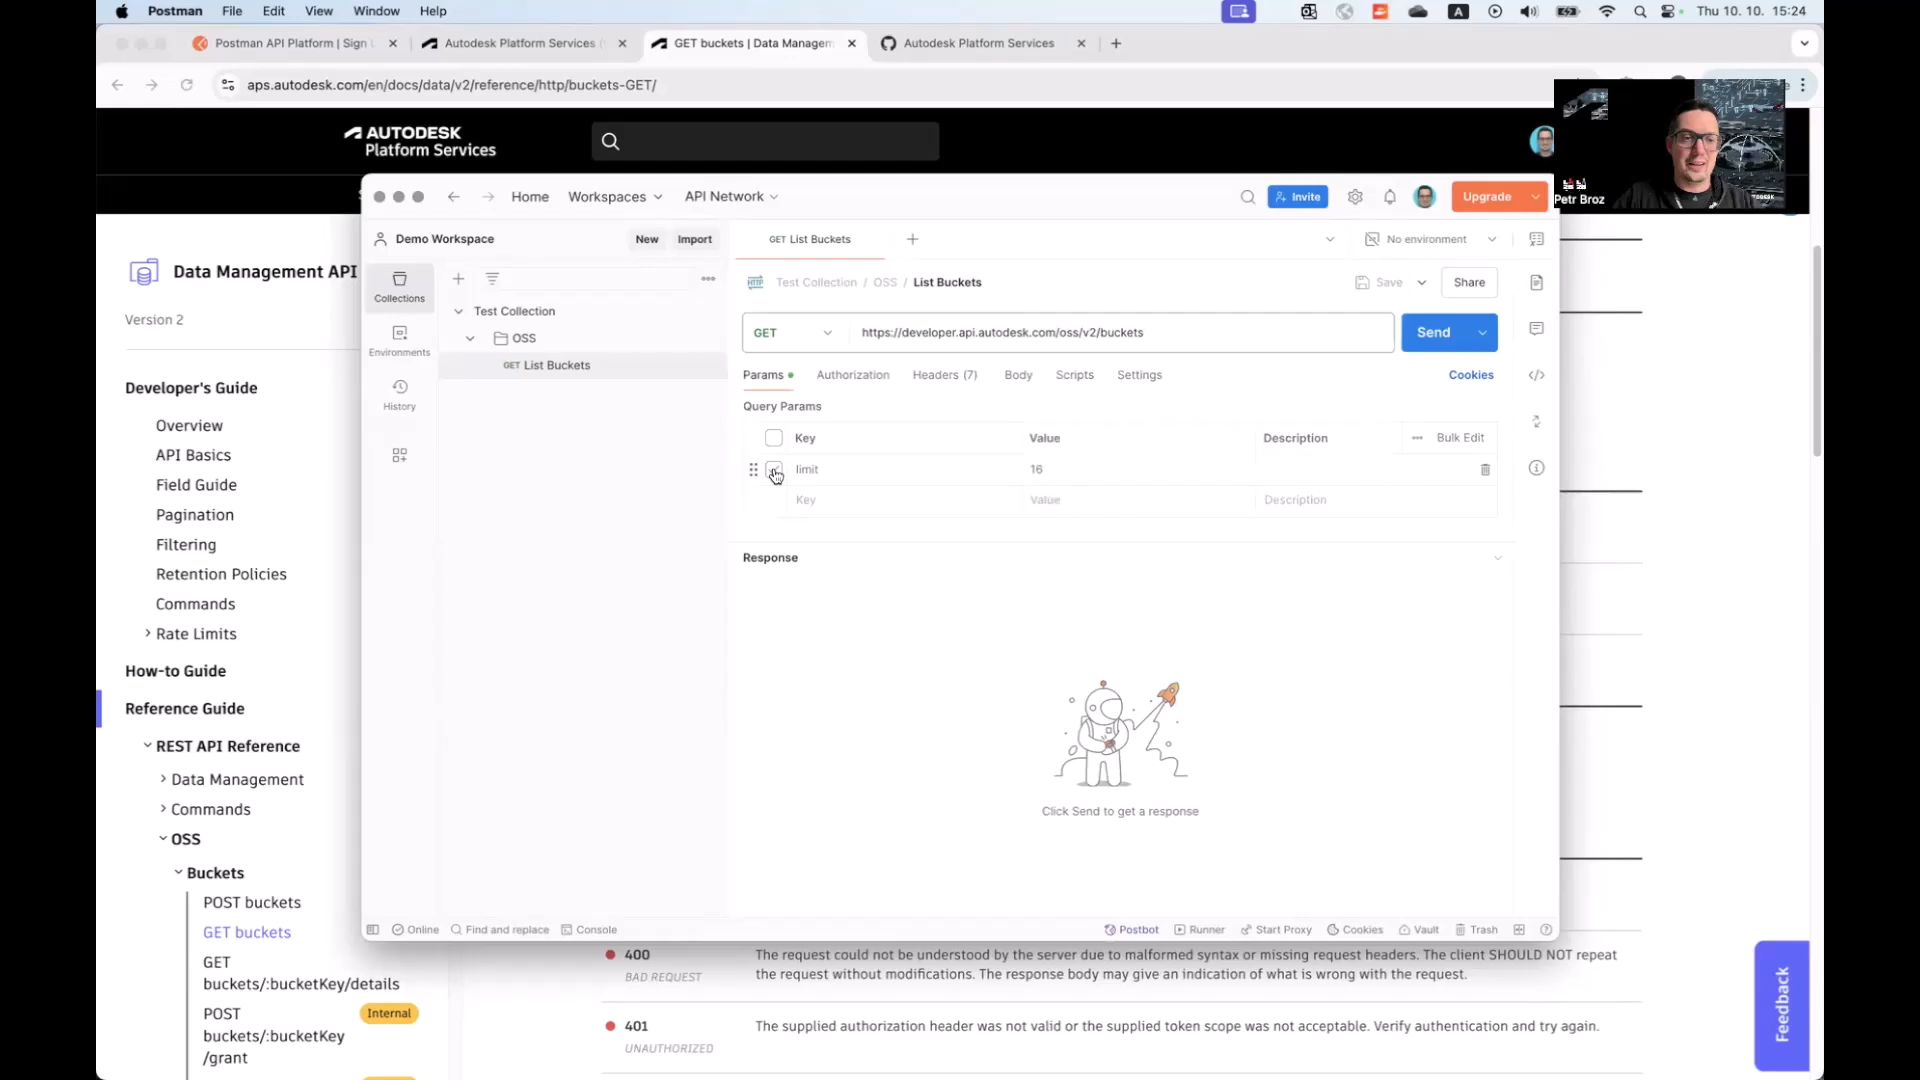 Postman File Edit View Window Help
A
Thu 10. 10. 15:24
Postman API Platform | Sign
Autodesk Platform Services
GET buckets | Data Managem
Autodesk Platform Services
aps.autodesk.com/en/docs/data/v2/reference/http/buckets-GET/
AUTODESK
Platform Services
Petr Broz
Home
Workspaces
API Network
Invite
Upgrade
Demo Workspace
New
Import
GET List Buckets
No environment
Data Management API
Version 2
Developer's Guide
Overview
API Basics
Field Guide
Pagination
Filtering
Retention Policies
Commands
Rate Limits
How-to Guide
Reference Guide
REST API Reference
Data Management
Commands
OSS
Buckets
POST buckets
GET buckets
GET
buckets/:bucketKey/details
POST
buckets/:bucketKey
/grant
Internal
Collections
Environments
History
Test Collection
OSS
GET List Buckets
HTTP
Test Collection / OSS / List Buckets
Save
Share
GET
https://developer.api.autodesk.com/oss/v2/buckets
Send
Params
Authorization
Headers (7)
Body
Scripts
Settings
Cookies
Query Params
Key
Value
Description
Bulk Edit
limit
16
Key
Value
Description
Response
Click Send to get a response
Online
Find and replace
Console
Postbot
Runner
Start Proxy
Cookies
Vault
Trash
400
BAD REQUEST
The request could not be understood by the server due to malformed syntax or missing request headers. The client SHOULD NOT repeat
the request without modifications. The response body may give an indication of what is wrong with the request.
401
UNAUTHORIZED
The supplied authorization header was not valid or the supplied token scope was not acceptable. Verify authentication and try again.
Feedback